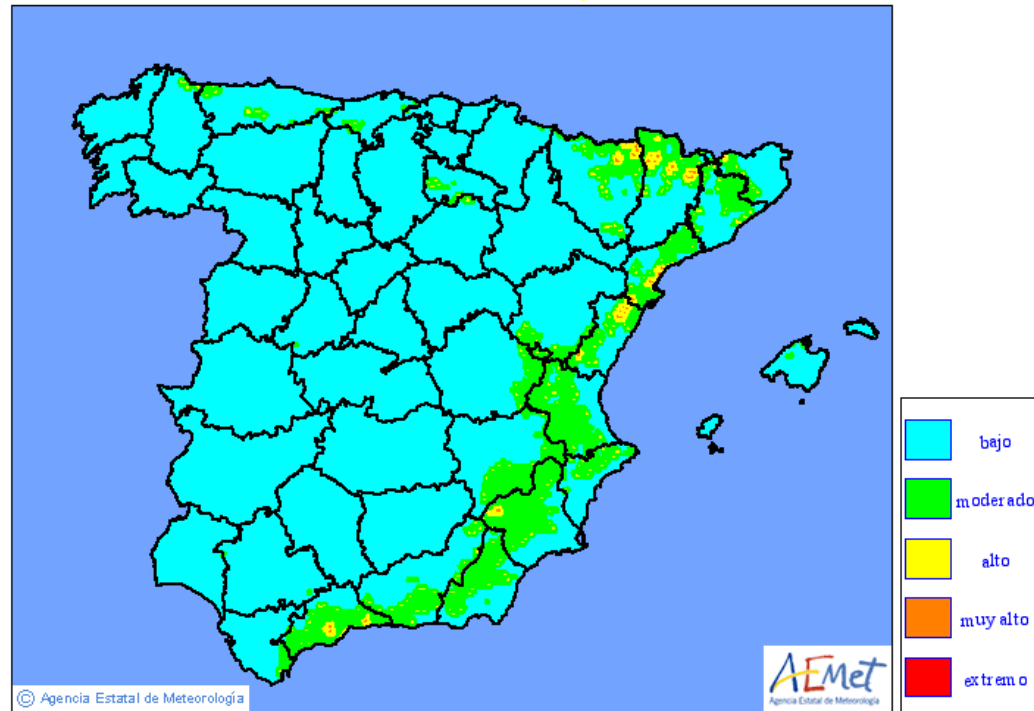 bajo
moderado
alto
muy alto
extremo
© Agencia Estatal de Meteorología
AEMet
Agencia Estatal de Meteorología